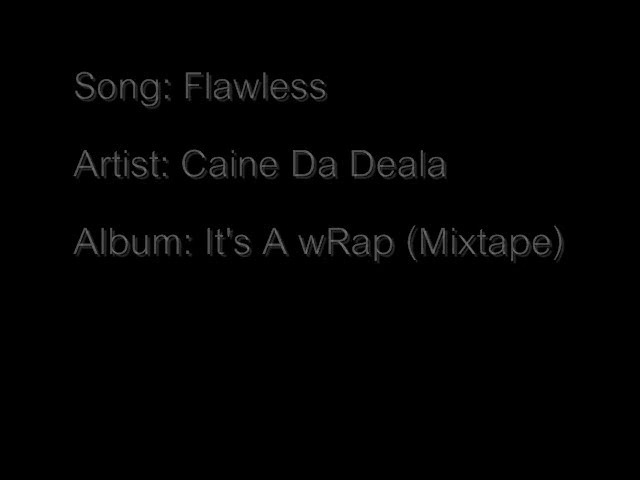 Song: Flawless
Artist: Caine Da Deala
Album: It's A wRap (Mixtape)